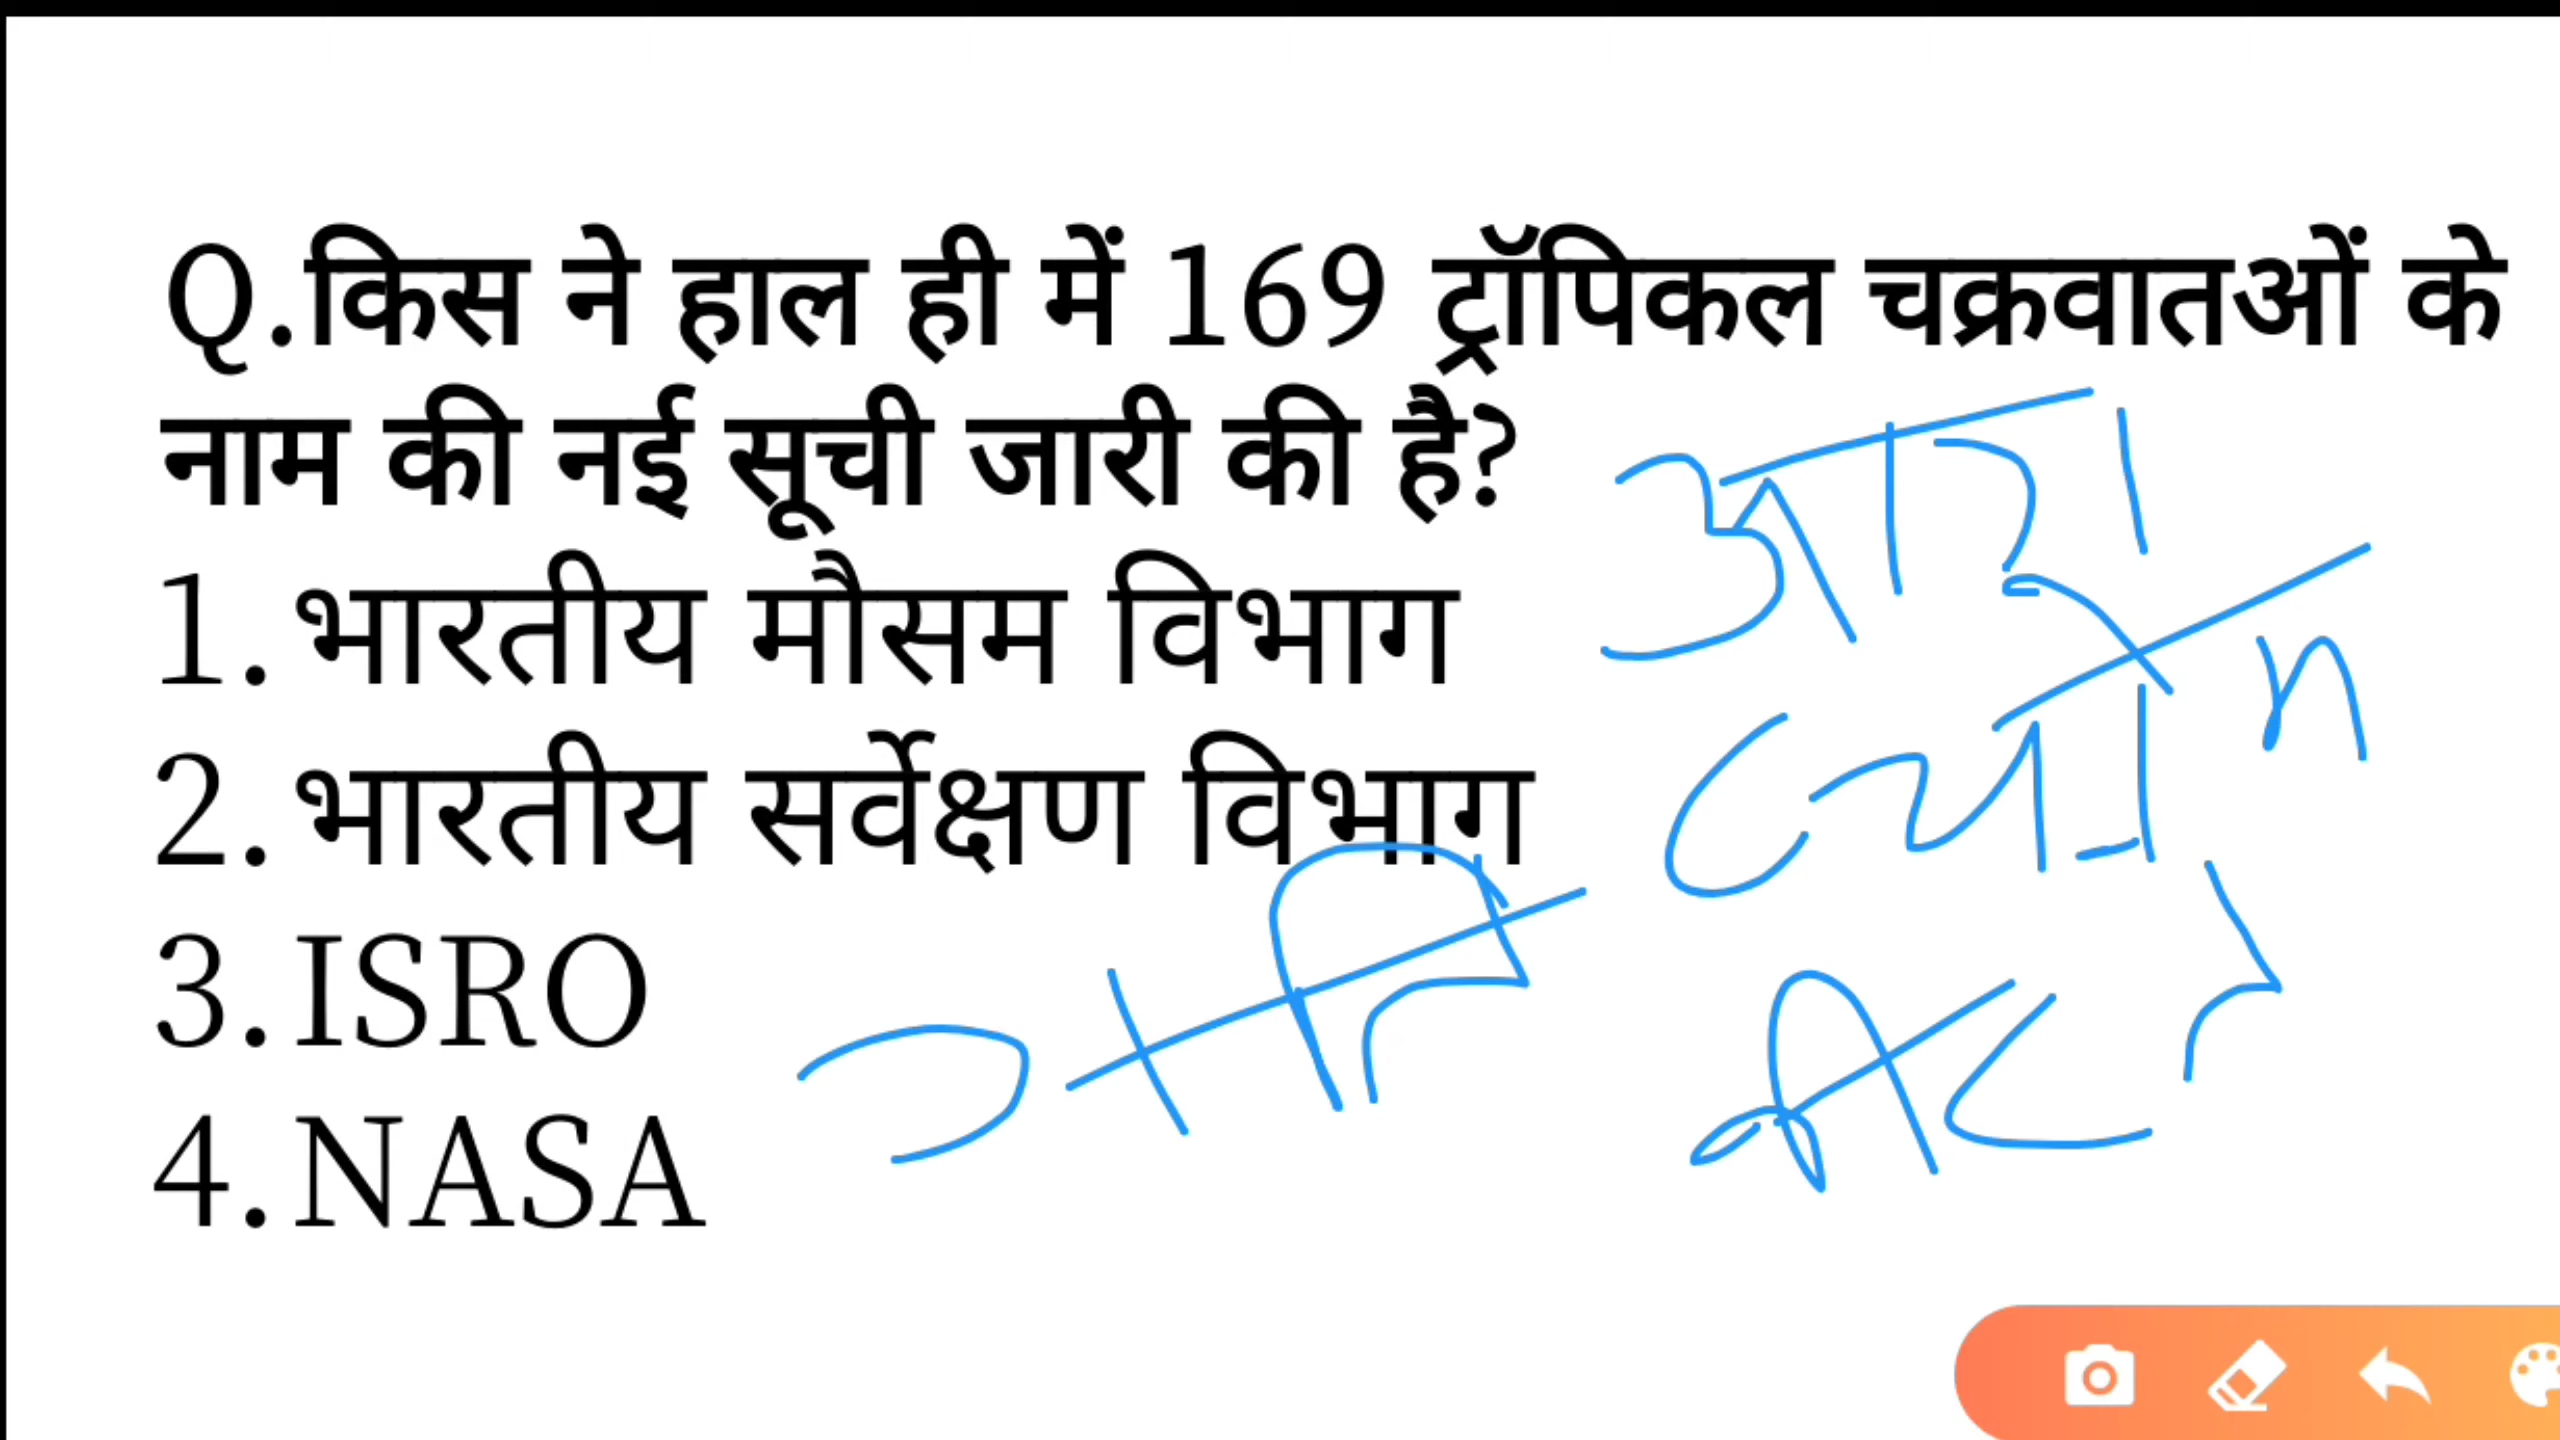 Q.किस ने हाल ही में 169 ट्रॉपिकल चक्रवातओं के
नाम की नई सूची जारी की है?
1. भारतीय मौसम विभाग
2. भारतीय सर्वेक्षण विभाग
3. ISRO
4. NASA